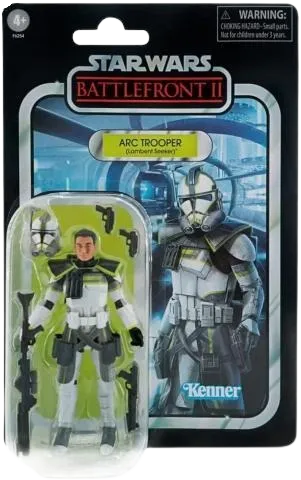 4+
F6254
WARNING:
CHOKING HAZARD–Small parts.
Not for children under 3 years.
STAR WARS
BATTLEFRONT II
ARC TROOPER
(Lambent Seeker)
Kenner